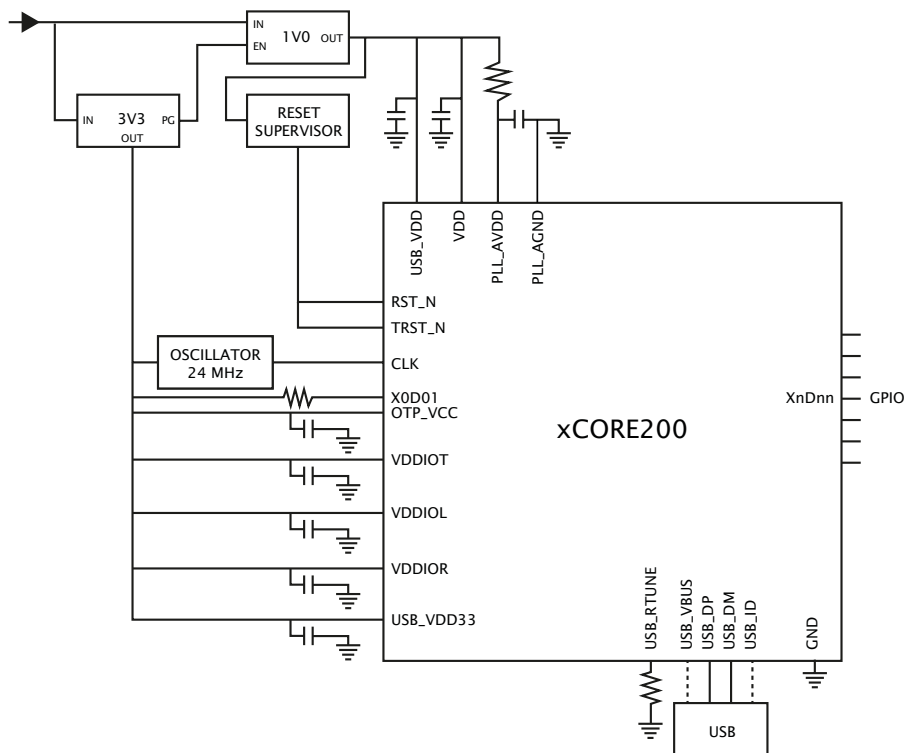 IN
1V0
OUT
EN
IN
3V3
PG
OUT
RESET
SUPERVISOR
USB_VDD
VDD
PLL_AVDD
PLL_AGND
RST_N
TRST_N
OSCILLATOR
24 MHz
CLK
X0D01
OTP_VCC
XnDnn
GPIO
xCORE200
VDDIOT
VDDIOL
VDDIOR
USB_VDD33
USB_RTUNE
USB_VBUS
USB_DP
USB_DM
USB_ID
GND
USB